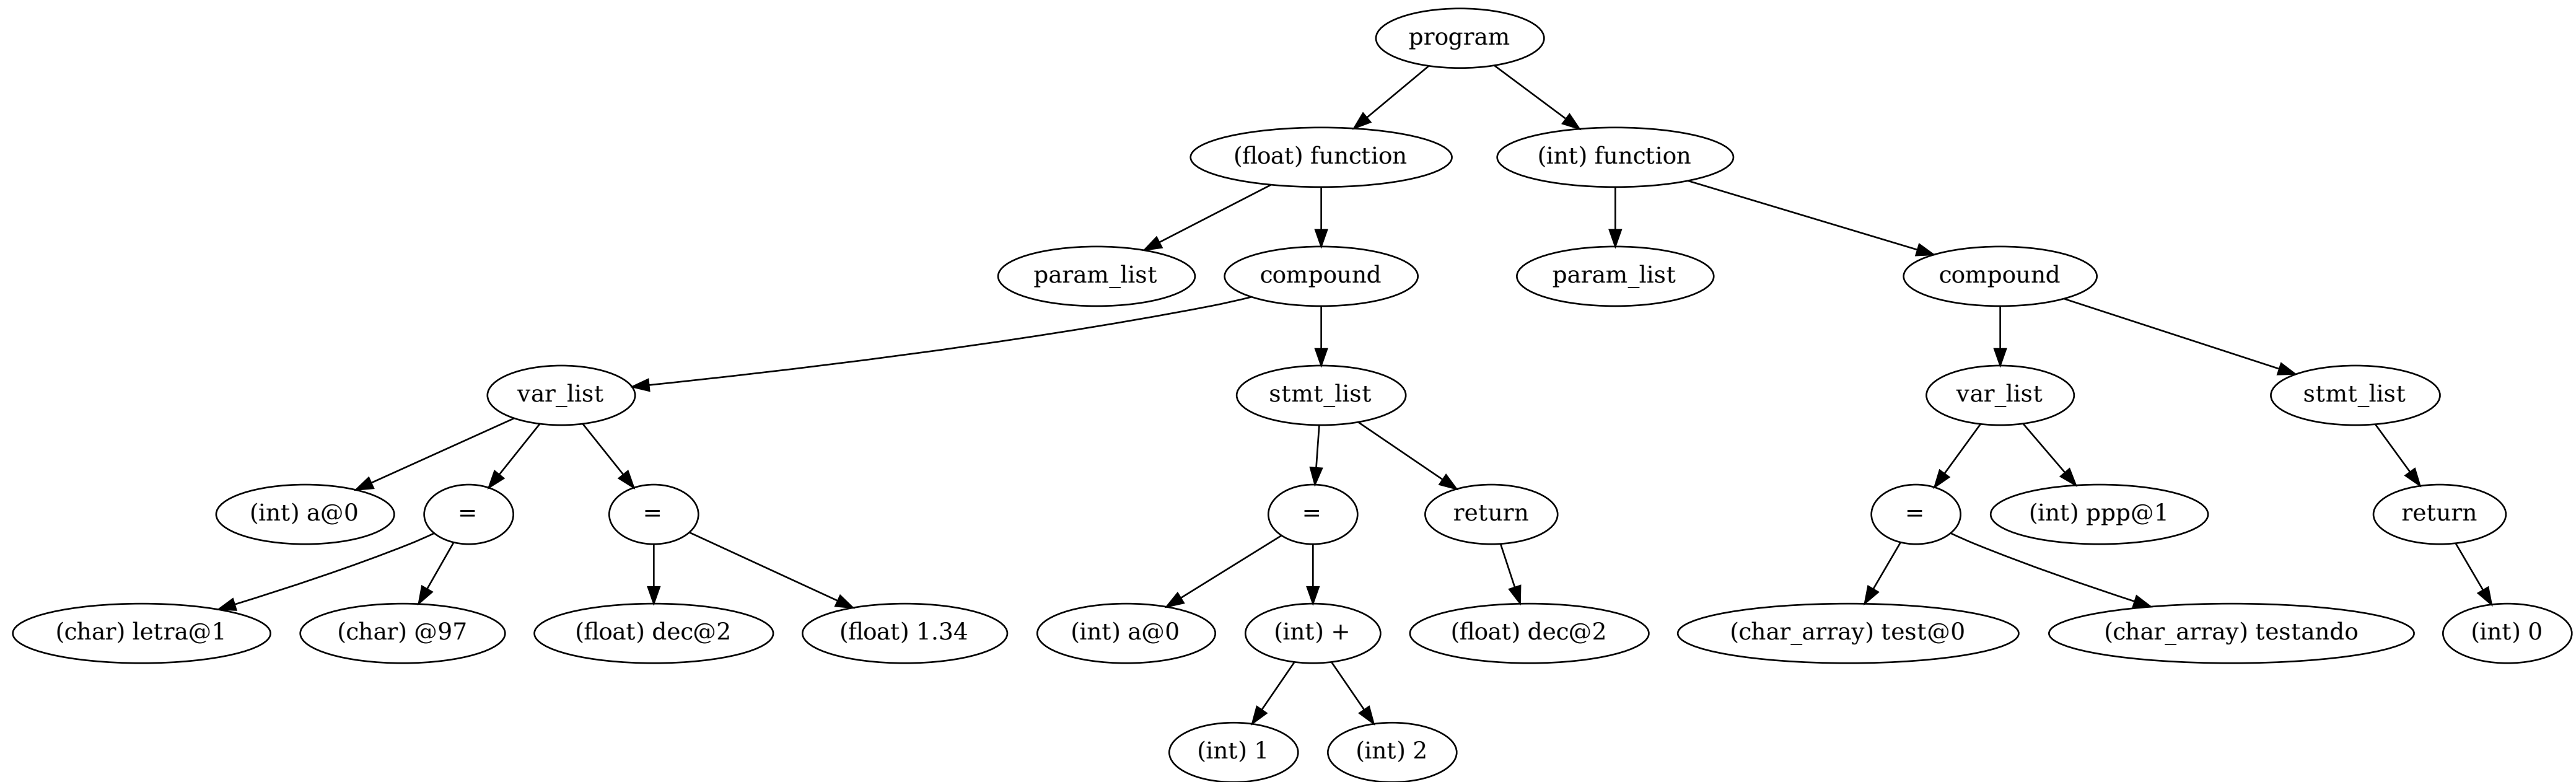 program
(float) function
(int) function
param_list
compound
param_list
compound
var_list
stmt_list
var_list
stmt_list
(int) a@0
=
=
=
return
=
(int) ppp@1
return
(char) letra@1
(char) @97
(float) dec@2
(float) 1.34
(int) a@0
(int) +
(float) dec@2
(char_array) test@0
(char_array) testando
(int) 0
(int) 1
(int) 2